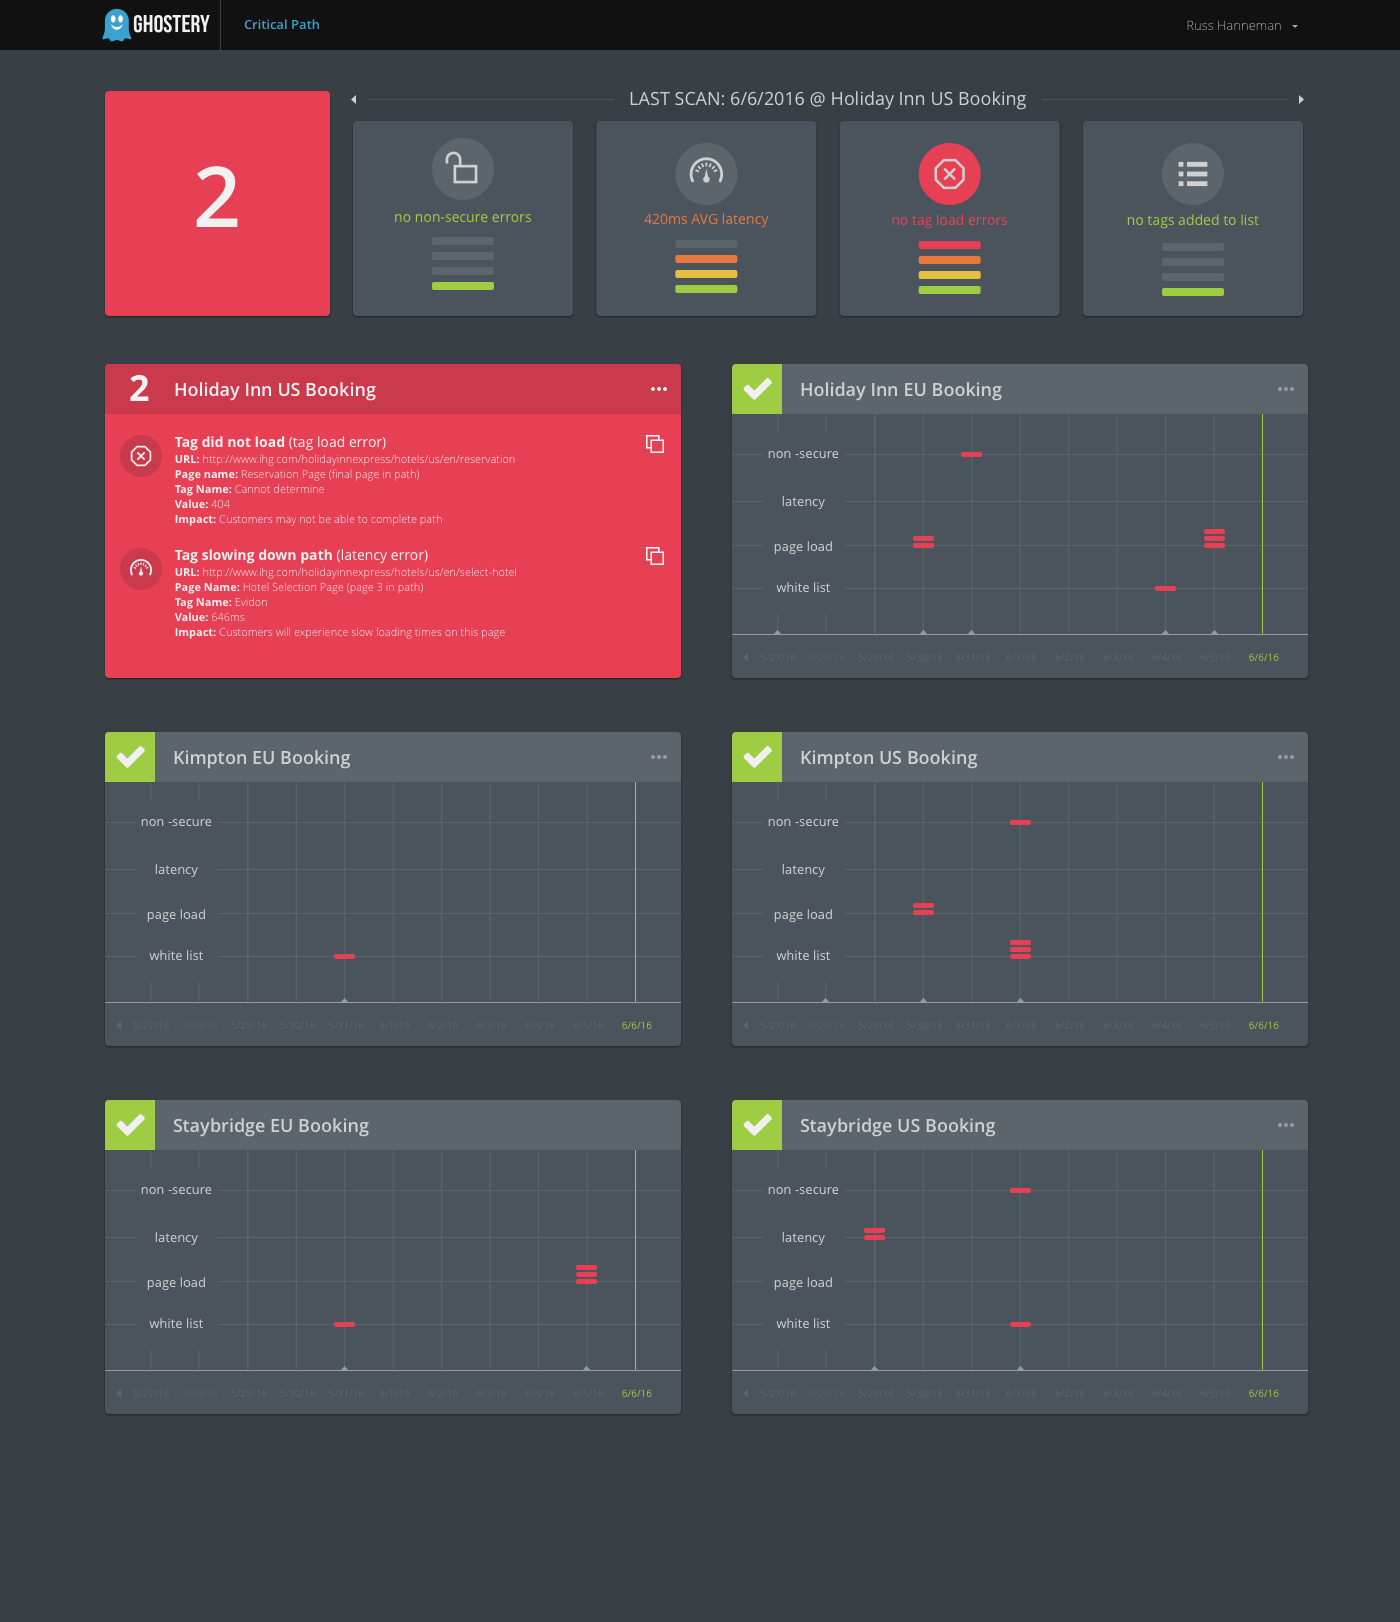 GHOSTERY
Critical Path
Russ Hanneman
2
LAST SCAN: 6/6/2016 @ Holiday Inn US Booking
no non-secure errors
420ms AVG latency
no tag load errors
no tags added to list
2
Holiday Inn US Booking
Tag did not load (tag load error)
URL: http://www.ihg.com/holidayinnexpress/hotels/us/en/reservation
Page name: Reservation Page (final page in path)
Tag Name: Cannot determine
Value: 404
Impact: Customers may not be able to complete path
Tag slowing down path (latency error)
URL: http://www.ihg.com/holidayinnexpress/hotels/us/en/select-hotel
Page Name: Hotel Selection Page (page 3 in path)
Tag Name: Evidon
Value: 646ms
Impact: Customers will experience slow loading times on this page
Holiday Inn EU Booking
non -secure
latency
page load
white list
5/27/16 5/28/16 5/29/16 5/30/16 5/31/16 6/1/16 6/2/16 6/3/16 6/4/16 6/5/16 6/6/16
Kimpton EU Booking
non -secure
latency
page load
white list
5/27/16 5/28/16 5/29/16 5/30/16 5/31/16 6/1/16 6/2/16 6/3/16 6/4/16 6/5/16 6/6/16
Kimpton US Booking
non -secure
latency
page load
white list
5/27/16 5/28/16 5/29/16 5/30/16 5/31/16 6/1/16 6/2/16 6/3/16 6/4/16 6/5/16 6/6/16
Staybridge EU Booking
non -secure
latency
page load
white list
5/27/16 5/28/16 5/29/16 5/30/16 5/31/16 6/1/16 6/2/16 6/3/16 6/4/16 6/5/16 6/6/16
Staybridge US Booking
non -secure
latency
page load
white list
5/27/16 5/28/16 5/29/16 5/30/16 5/31/16 6/1/16 6/2/16 6/3/16 6/4/16 6/5/16 6/6/16